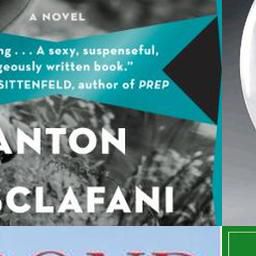 A NOVEL
ng . . . A sexy, suspenseful,
geously written book.”
SITTENFELD, author of PREP
ANTON
SCLAFANI